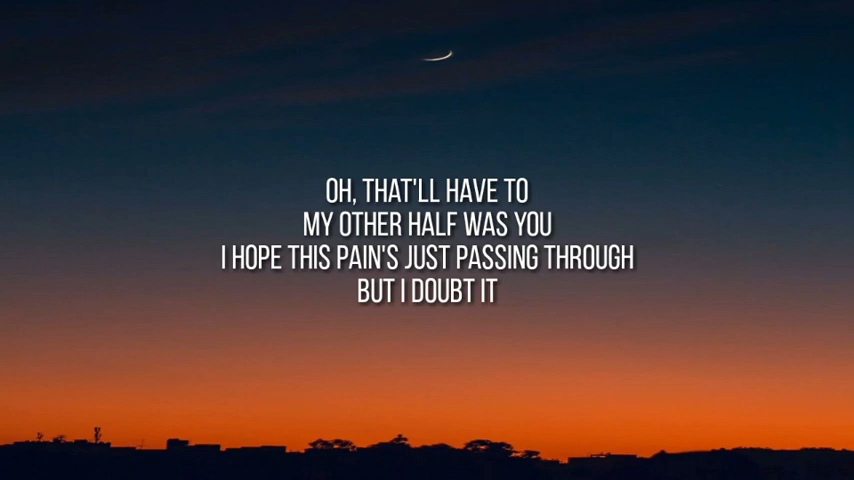 OH, THAT'LL HAVE TO
MY OTHER HALF WAS YOU
I HOPE THIS PAIN'S JUST PASSING THROUGH
BUT I DOUBT IT